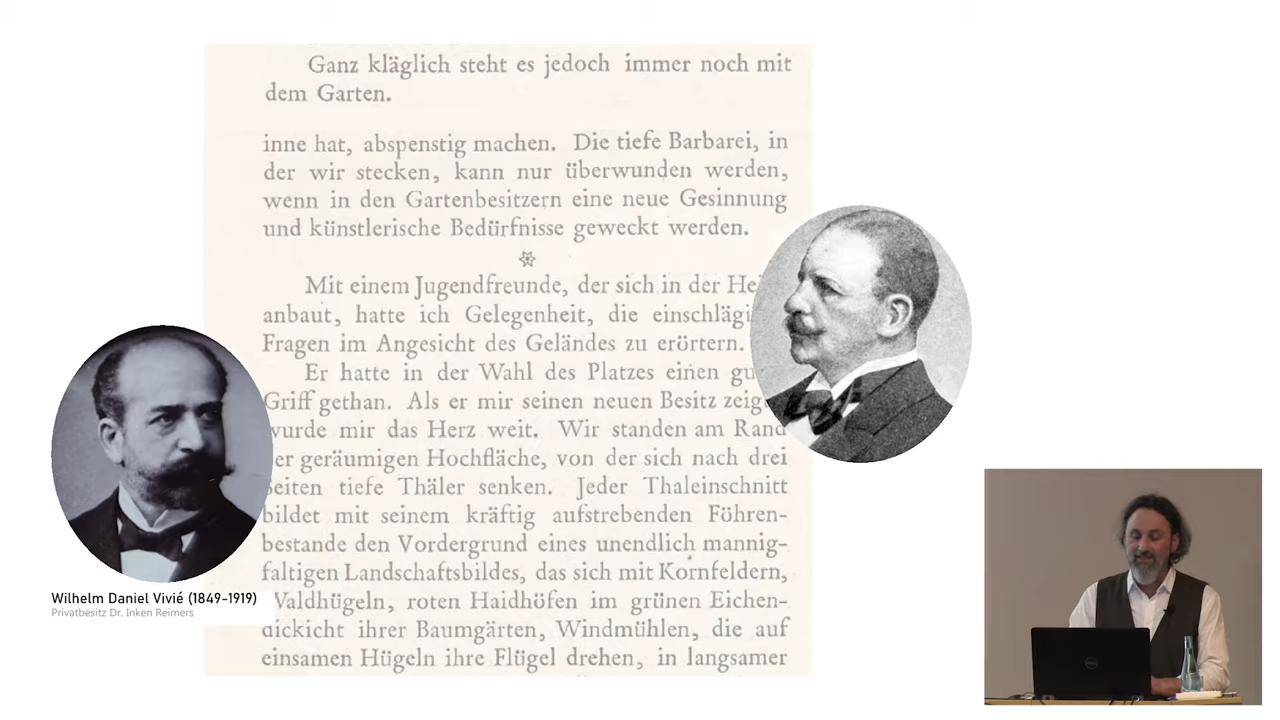 Ganz kläglich steht es jedoch immer noch mit
dem Garten.
inne hat, abspenstig machen. Die tiefe Barbarei, in
der wir stecken, kann nur überwunden werden,
wenn in den Gartenbesitzern eine neue Gesinnung
und künstlerische Bedürfnisse geweckt werden.
Mit einem Jugendfreunde, der sich in der
anbaut, hatte ich Gelegenheit, die
Fragen im Angesicht des Geländes zu erörtern.
Er hatte in der Wahl des Platzes einen
Griff gethan. Als er mir seinen neuen Besitz
wurde mir das Herz weit. Wir standen am Rand
geräumigen Hochfläche, von der sich nach drei
Seiten tiefe Thäler senken. Jeder Thaleinschnitt
bildet mit seinem kräftig aufstrebenden Föhren-
bestande den Vordergrund eines unendlich mannig-
faltigen Landschaftsbildes, das sich mit Kornfeldern,
Waldhügeln, roten Haidhöfen im grünen Eichen-
dickicht ihrer Baumgärten, Windmühlen, die auf
einsamen Hügeln ihre Flügel drehen, in langsamer
Wilhelm Daniel Vivié (1849-1919)
Privatbesitz Dr. Inken Reimers
DELL